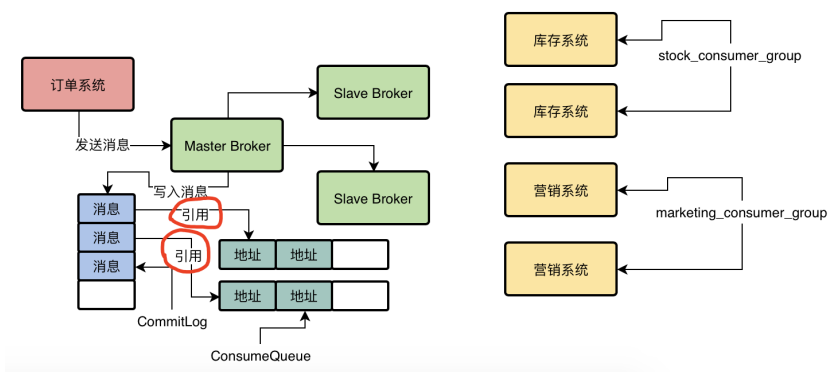 订单系统
发送消息
Master Broker
Slave Broker
Slave Broker
写入消息
消息
消息
消息
引用
引用
地址
地址
地址
地址
CommitLog
ConsumeQueue
库存系统
库存系统
stock_consumer_group
营销系统
营销系统
marketing_consumer_group